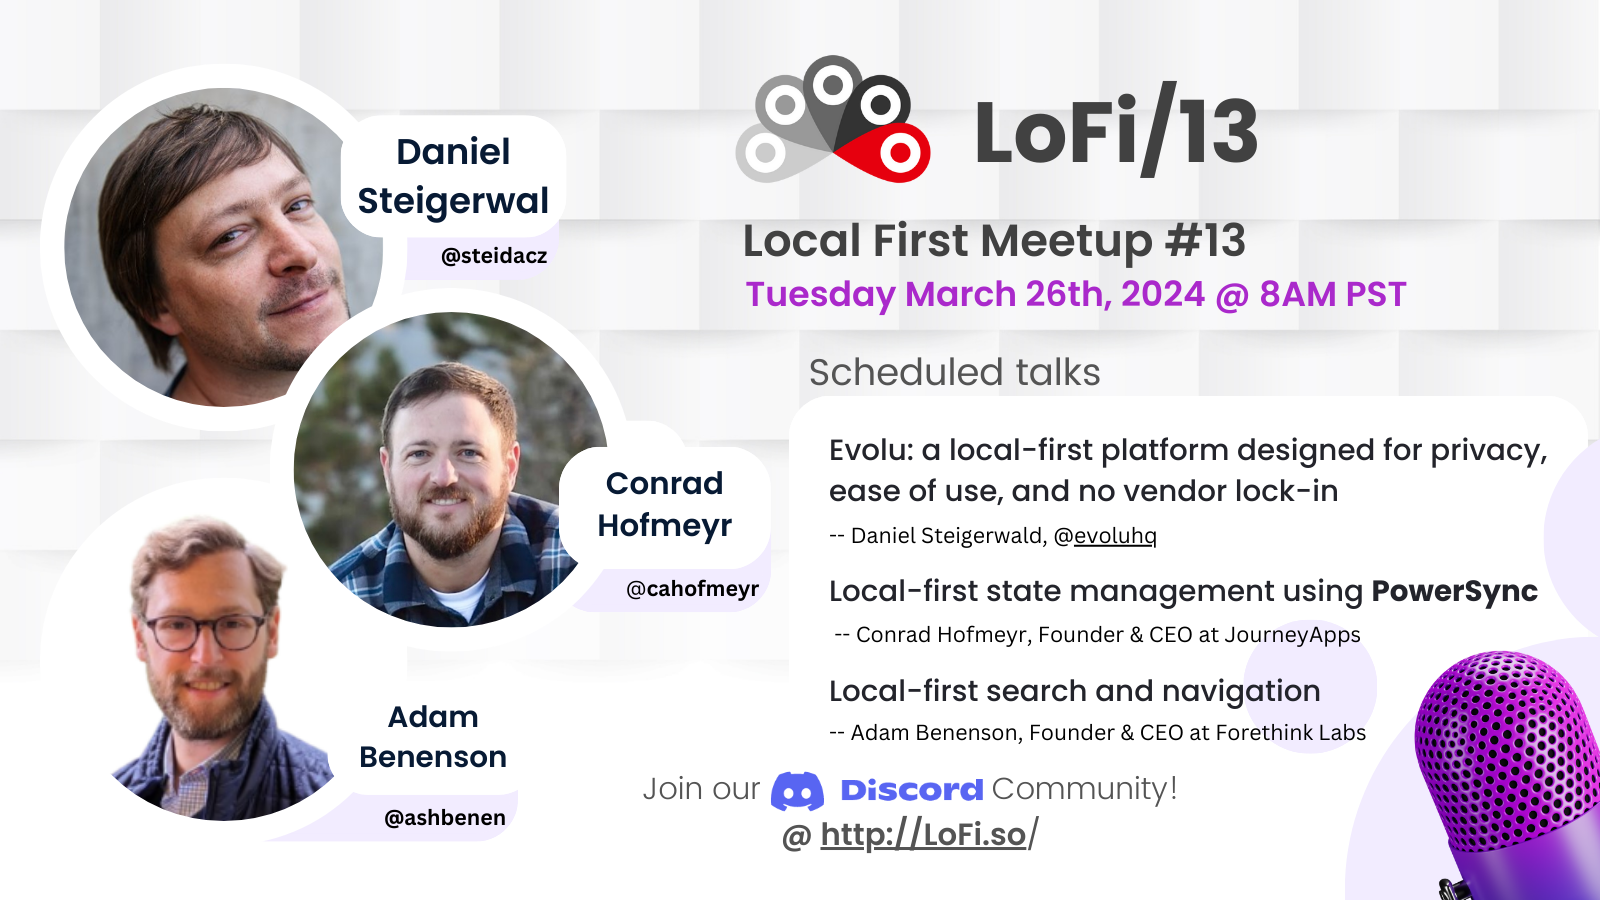 Daniel
Steigerwal
@steidacz
Conrad
Hofmeyr
@cahofmeyr
Adam
Benenson
@ashbenen
LoFi/13
Local First Meetup #13
Tuesday March 26th, 2024 @ 8AM PST
Scheduled talks
Evolu: a local-first platform designed for privacy,
ease of use, and no vendor lock-in
-- Daniel Steigerwald, @evoluhq
Local-first state management using PowerSync
-- Conrad Hofmeyr, Founder & CEO at JourneyApps
Local-first search and navigation
-- Adam Benenson, Founder & CEO at Forethink Labs
Join our Discord Community!
@ http://LoFi.so/